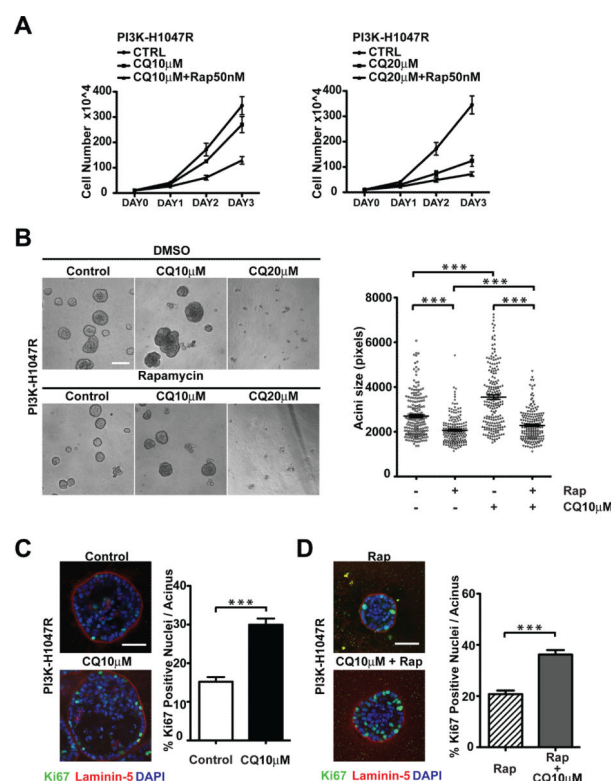 A
PI3K-H1047R
CTRL
CQ10μM
CQ10μM+Rap50nM
Cell Number x10^4
400
300
200
100
0
DAY0 DAY1 DAY2 DAY3
PI3K-H1047R
CTRL
CQ20μM
CQ20μM+Rap50nM
Cell Number x10^4
400
300
200
100
0
DAY0 DAY1 DAY2 DAY3
B
DMSO
Control CQ10μM CQ20μM
Rapamycin
Control CQ10μM CQ20μM
PI3K-H1047R
***
***
*** ***
Acini size (pixels)
8000
6000
4000
2000
0
- + - + Rap
- - + + CQ10μM
C
Control
CQ10μM
PI3K-H1047R
Ki67 Laminin-5 DAPI
% Ki67 Positive Nuclei / Acinus
40
30
20
10
0
***
Control CQ10μM
D
Rap
CQ10μM + Rap
PI3K-H1047R
Ki67 Laminin-5 DAPI
% Ki67 Positive Nuclei / Acinus
60
40
20
0
***
Rap
Rap
+
CQ10μM